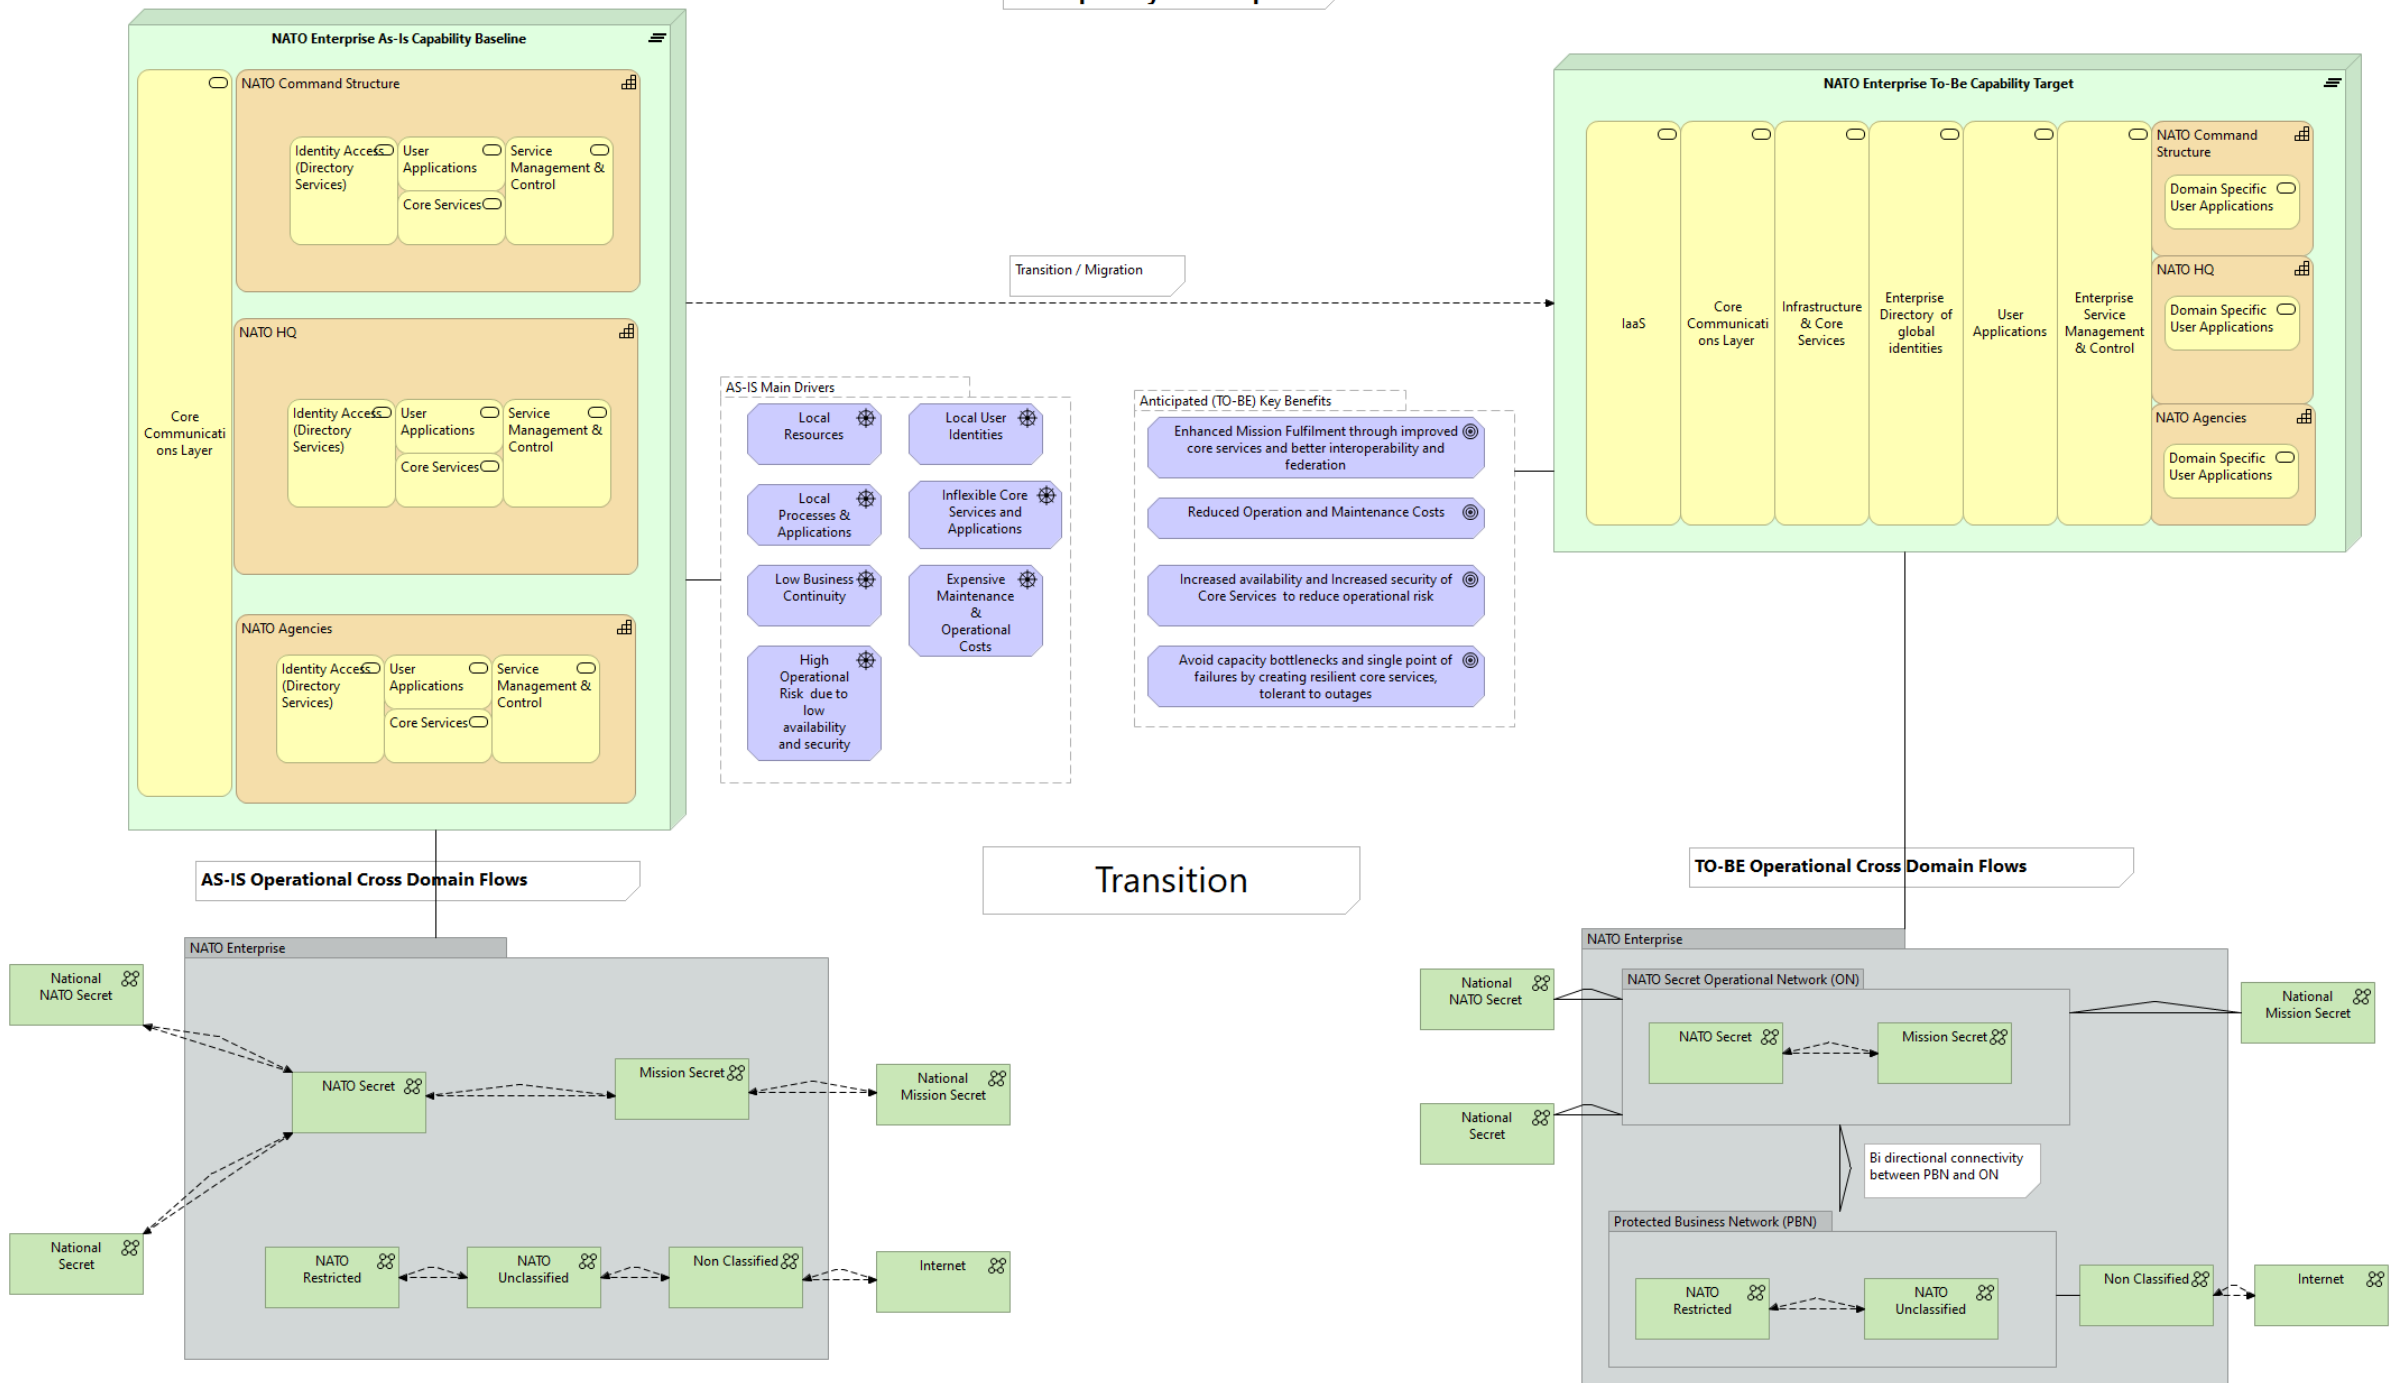 NATO Enterprise As-Is Capability Baseline
Core
Communicati
ons Layer
NATO Command Structure
Identity Access
(Directory
Services)
User
Applications
Core Services
Service
Management &
Control
NATO HQ
Identity Access
(Directory
Services)
User
Applications
Core Services
Service
Management &
Control
NATO Agencies
Identity Access
(Directory
Services)
User
Applications
Core Services
Service
Management &
Control
Transition / Migration
AS-IS Main Drivers
Local
Resources
Local User
Identities
Local
Processes &
Applications
Inflexible Core
Services and
Applications
Low Business
Continuity
Expensive
Maintenance
&
Operational
Costs
High
Operational
Risk due to
low
availability
and security
Anticipated (TO-BE) Key Benefits
Enhanced Mission Fulfilment through improved
core services and better interoperability and
federation
Reduced Operation and Maintenance Costs
Increased availability and Increased security of
Core Services to reduce operational risk
Avoid capacity bottlenecks and single point of
failures by creating resilient core services,
tolerant to outages
NATO Enterprise To-Be Capability Target
IaaS
Core
Communicati
ons Layer
Infrastructure
& Core
Services
Enterprise
Directory of
global
identities
User
Applications
Enterprise
Service
Management
& Control
NATO Command
Structure
Domain Specific
User Applications
NATO HQ
Domain Specific
User Applications
NATO Agencies
Domain Specific
User Applications
AS-IS Operational Cross Domain Flows
Transition
TO-BE Operational Cross Domain Flows
NATO Enterprise
National
NATO Secret
NATO Secret
Mission Secret
National
Mission Secret
National
Secret
NATO
Restricted
NATO
Unclassified
Non Classified
Internet
NATO Enterprise
National
NATO Secret
NATO Secret Operational Network (ON)
NATO Secret
Mission Secret
National
Mission Secret
National
Secret
Bi directional connectivity
between PBN and ON
Protected Business Network (PBN)
NATO
Restricted
NATO
Unclassified
Non Classified
Internet